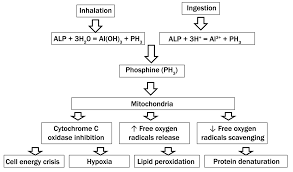 Inhalation
Ingestion
ALP + 3H₂O = Al(OH)₃ + PH₃
ALP + 3H⁺ = Al³⁺ + PH₃
Phosphine (PH₃)
Mitochondria
Cytochrome C
oxidase inhibition
↑ Free oxygen
radicals release
↓ Free oxygen
radicals scavenging
Cell energy crisis
Hypoxia
Lipid peroxidation
Protein denaturation